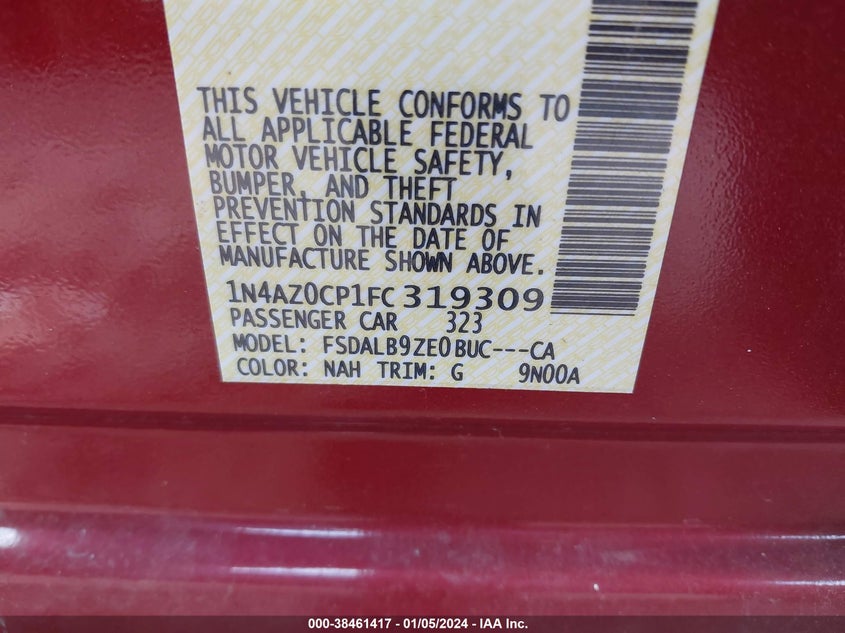 THIS VEHICLE CONFORMS TO
ALL APPLICABLE FEDERAL
MOTOR VEHICLE SAFETY,
BUMPER, AND THEFT
PREVENTION STANDARDS IN
EFFECT ON THE DATE OF
MANUFACTURE SHOWN ABOVE.
1N4AZ0CP1FC319309
PASSENGER CAR 323
MODEL: FSDALB9ZE0BUC---CA
COLOR: NAH TRIM: G 9N00A
000-38461417 - 01/05/2024 - IAA Inc.